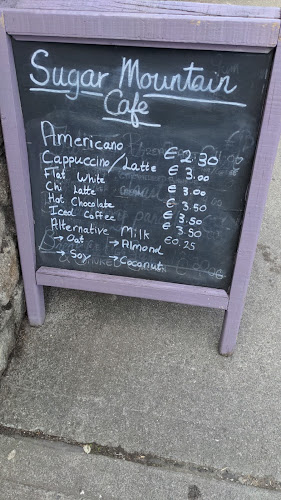 Sugar Mountain
Cafe
Americano € 2.30
Cappuccino/Latte € 3.00
Flat White € 3.00
Chi Latte € 3.50
Hot Chocolate € 3.50
Iced Coffee € 3.50
Alternative Milk €0.25
→ Oat → Almond
→ Soy → Coconut